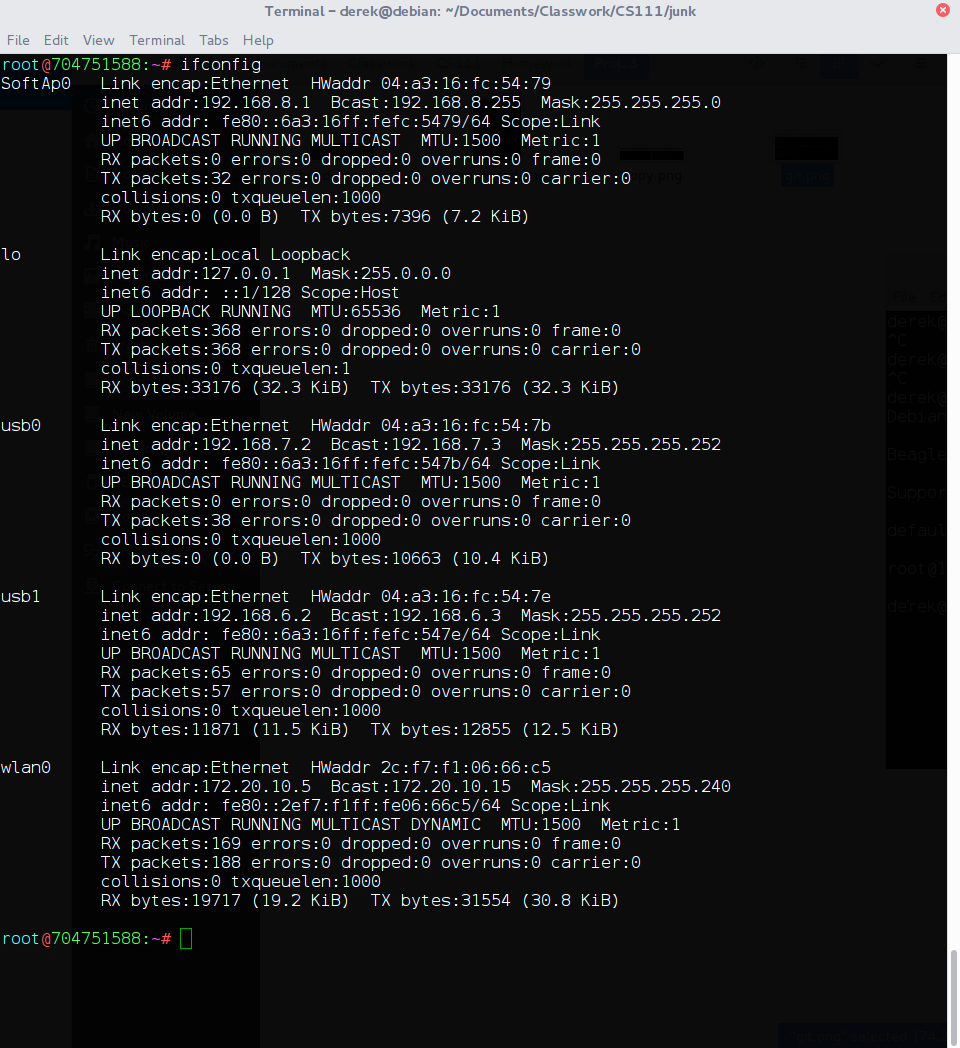 Terminal – derek@debian: ~/Documents/Classwork/CS111/junk
File Edit View Terminal Tabs Help
root@704751588:~# ifconfig
SoftAp0   Link encap:Ethernet  HWaddr 04:a3:16:fc:54:79
          inet addr:192.168.8.1  Bcast:192.168.8.255  Mask:255.255.255.0
          inet6 addr: fe80::6a3:16ff:fefc:5479/64 Scope:Link
          UP BROADCAST RUNNING MULTICAST  MTU:1500  Metric:1
          RX packets:0 errors:0 dropped:0 overruns:0 frame:0
          TX packets:32 errors:0 dropped:0 overruns:0 carrier:0
          collisions:0 txqueuelen:1000
          RX bytes:0 (0.0 B)  TX bytes:7396 (7.2 KiB)
lo        Link encap:Local Loopback
          inet addr:127.0.0.1  Mask:255.0.0.0
          inet6 addr: ::1/128 Scope:Host
          UP LOOPBACK RUNNING  MTU:65536  Metric:1
          RX packets:368 errors:0 dropped:0 overruns:0 frame:0
          TX packets:368 errors:0 dropped:0 overruns:0 carrier:0
          collisions:0 txqueuelen:1
          RX bytes:33176 (32.3 KiB)  TX bytes:33176 (32.3 KiB)
usb0      Link encap:Ethernet  HWaddr 04:a3:16:fc:54:7b
          inet addr:192.168.7.2  Bcast:192.168.7.3  Mask:255.255.255.252
          inet6 addr: fe80::6a3:16ff:fefc:547b/64 Scope:Link
          UP BROADCAST RUNNING MULTICAST  MTU:1500  Metric:1
          RX packets:0 errors:0 dropped:0 overruns:0 frame:0
          TX packets:38 errors:0 dropped:0 overruns:0 carrier:0
          collisions:0 txqueuelen:1000
          RX bytes:0 (0.0 B)  TX bytes:10663 (10.4 KiB)
usb1      Link encap:Ethernet  HWaddr 04:a3:16:fc:54:7e
          inet addr:192.168.6.2  Bcast:192.168.6.3  Mask:255.255.255.252
          inet6 addr: fe80::6a3:16ff:fefc:547e/64 Scope:Link
          UP BROADCAST RUNNING MULTICAST  MTU:1500  Metric:1
          RX packets:65 errors:0 dropped:0 overruns:0 frame:0
          TX packets:57 errors:0 dropped:0 overruns:0 carrier:0
          collisions:0 txqueuelen:1000
          RX bytes:11871 (11.5 KiB)  TX bytes:12855 (12.5 KiB)
wlan0     Link encap:Ethernet  HWaddr 2c:f7:f1:06:66:c5
          inet addr:172.20.10.5  Bcast:172.20.10.15  Mask:255.255.255.240
          inet6 addr: fe80::2ef7:f1ff:fe06:66c5/64 Scope:Link
          UP BROADCAST RUNNING MULTICAST DYNAMIC  MTU:1500  Metric:1
          RX packets:169 errors:0 dropped:0 overruns:0 frame:0
          TX packets:188 errors:0 dropped:0 overruns:0 carrier:0
          collisions:0 txqueuelen:1000
          RX bytes:19717 (19.2 KiB)  TX bytes:31554 (30.8 KiB)
root@704751588:~#